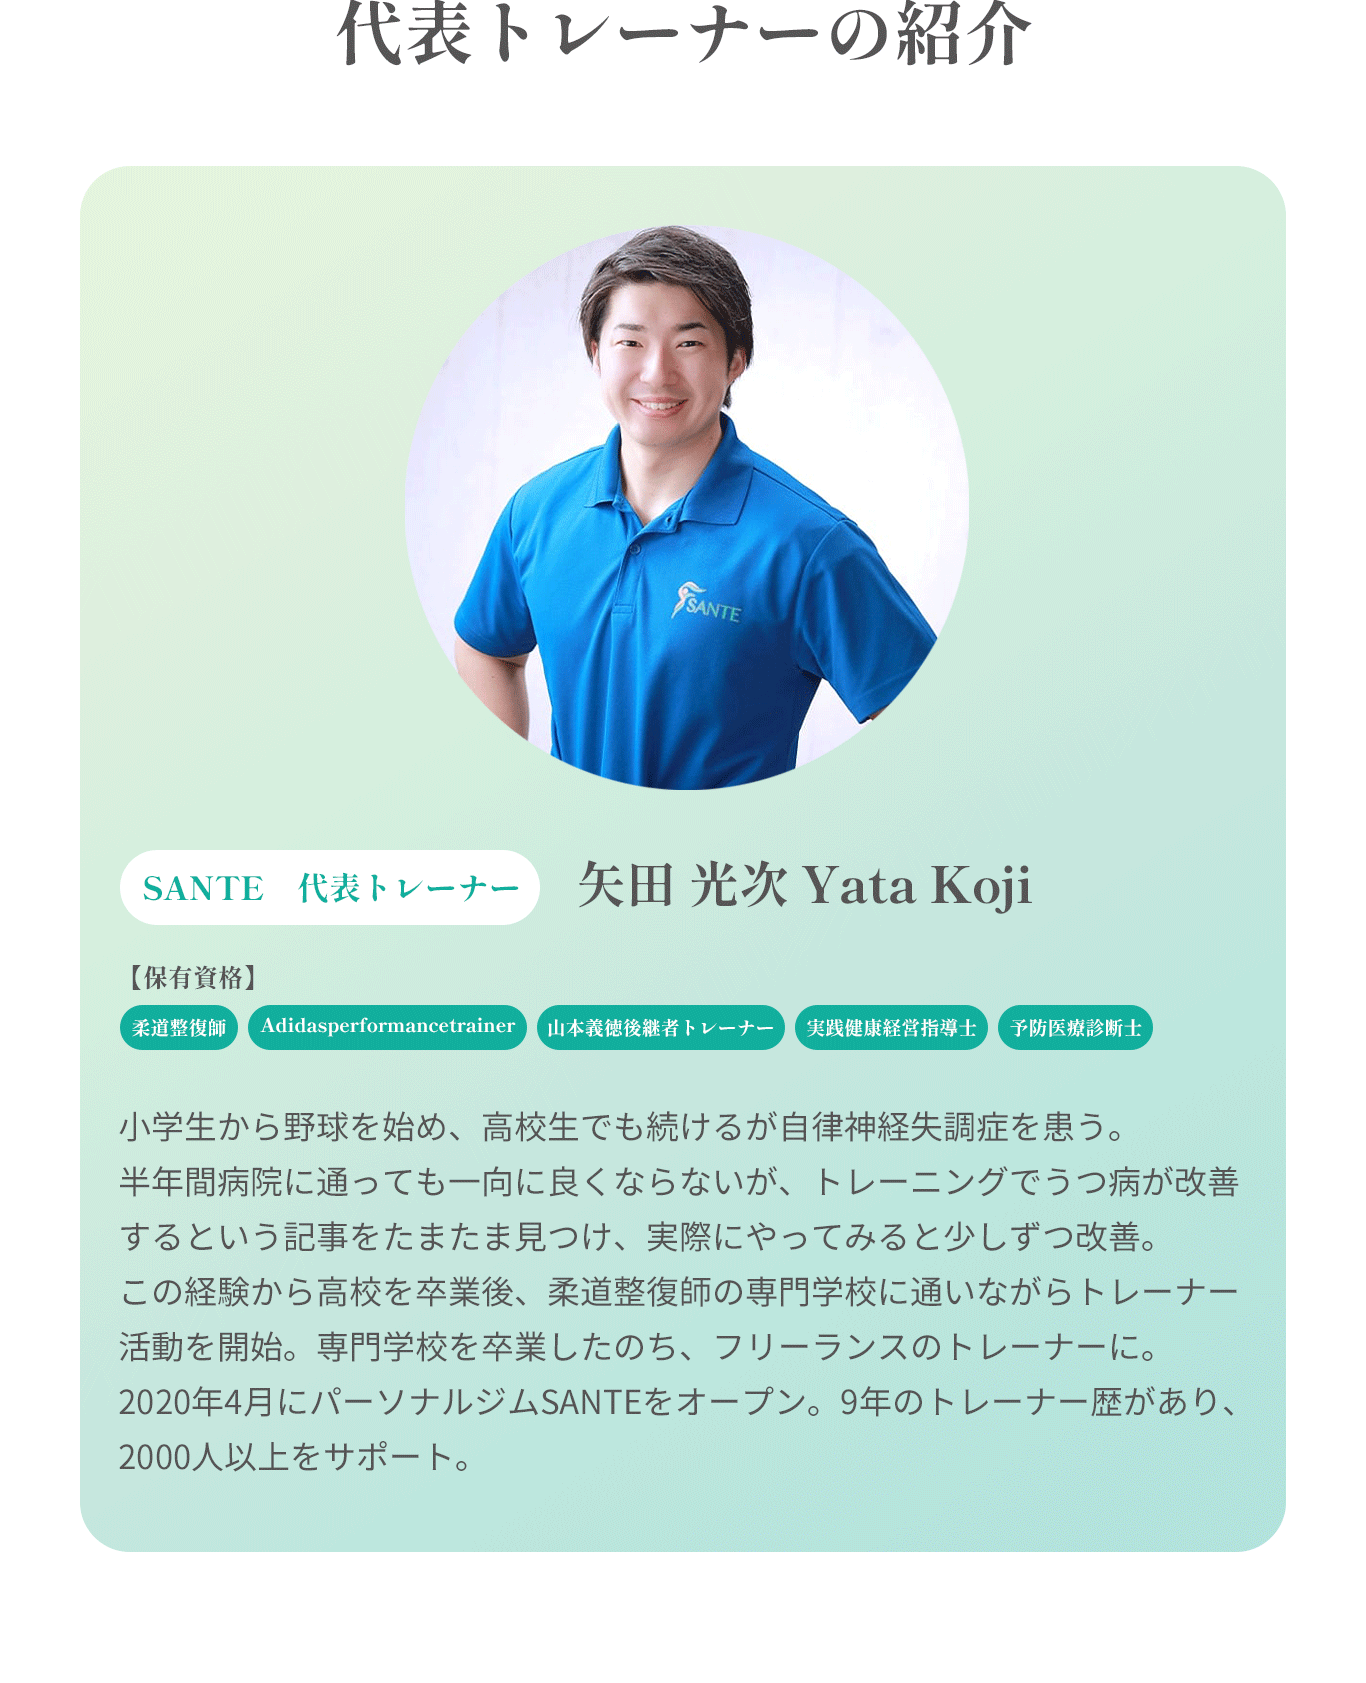 代表トレーナーの紹介
SANTE
SANTE　代表トレーナー
矢田 光次 Yata Koji
【保有資格】
柔道整復師
Adidasperformancetrainer
山本義徳後継者トレーナー
実践健康経営指導士
予防医療診断士
小学生から野球を始め、高校生でも続けるが自律神経失調症を患う。
半年間病院に通っても一向に良くならないが、トレーニングでうつ病が改善
するという記事をたまたま見つけ、実際にやってみると少しずつ改善。
この経験から高校を卒業後、柔道整復師の専門学校に通いながらトレーナー
活動を開始。専門学校を卒業したのち、フリーランスのトレーナーに。
2020年4月にパーソナルジムSANTEをオープン。9年のトレーナー歴があり、
2000人以上をサポート。